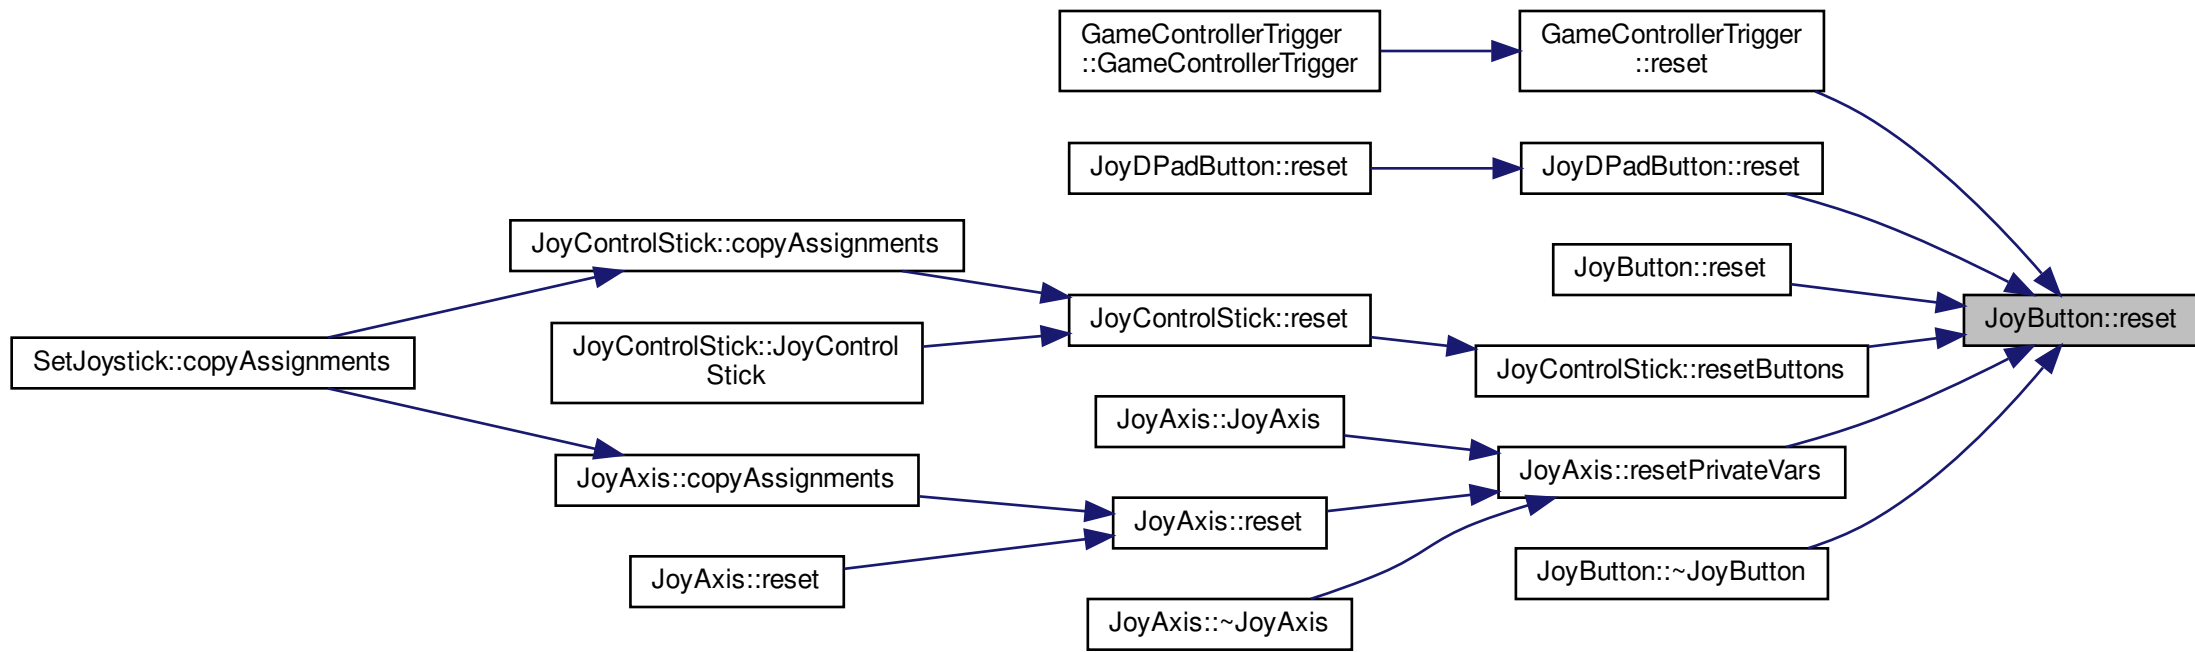 GameControllerTrigger
::GameControllerTrigger
GameControllerTrigger
::reset
JoyDPadButton::reset
JoyDPadButton::reset
JoyControlStick::copyAssignments
JoyButton::reset
JoyControlStick::reset
JoyButton::reset
SetJoystick::copyAssignments
JoyControlStick::JoyControl
Stick
JoyControlStick::resetButtons
JoyAxis::JoyAxis
JoyAxis::copyAssignments
JoyAxis::resetPrivateVars
JoyAxis::reset
JoyAxis::reset
JoyButton::~JoyButton
JoyAxis::~JoyAxis